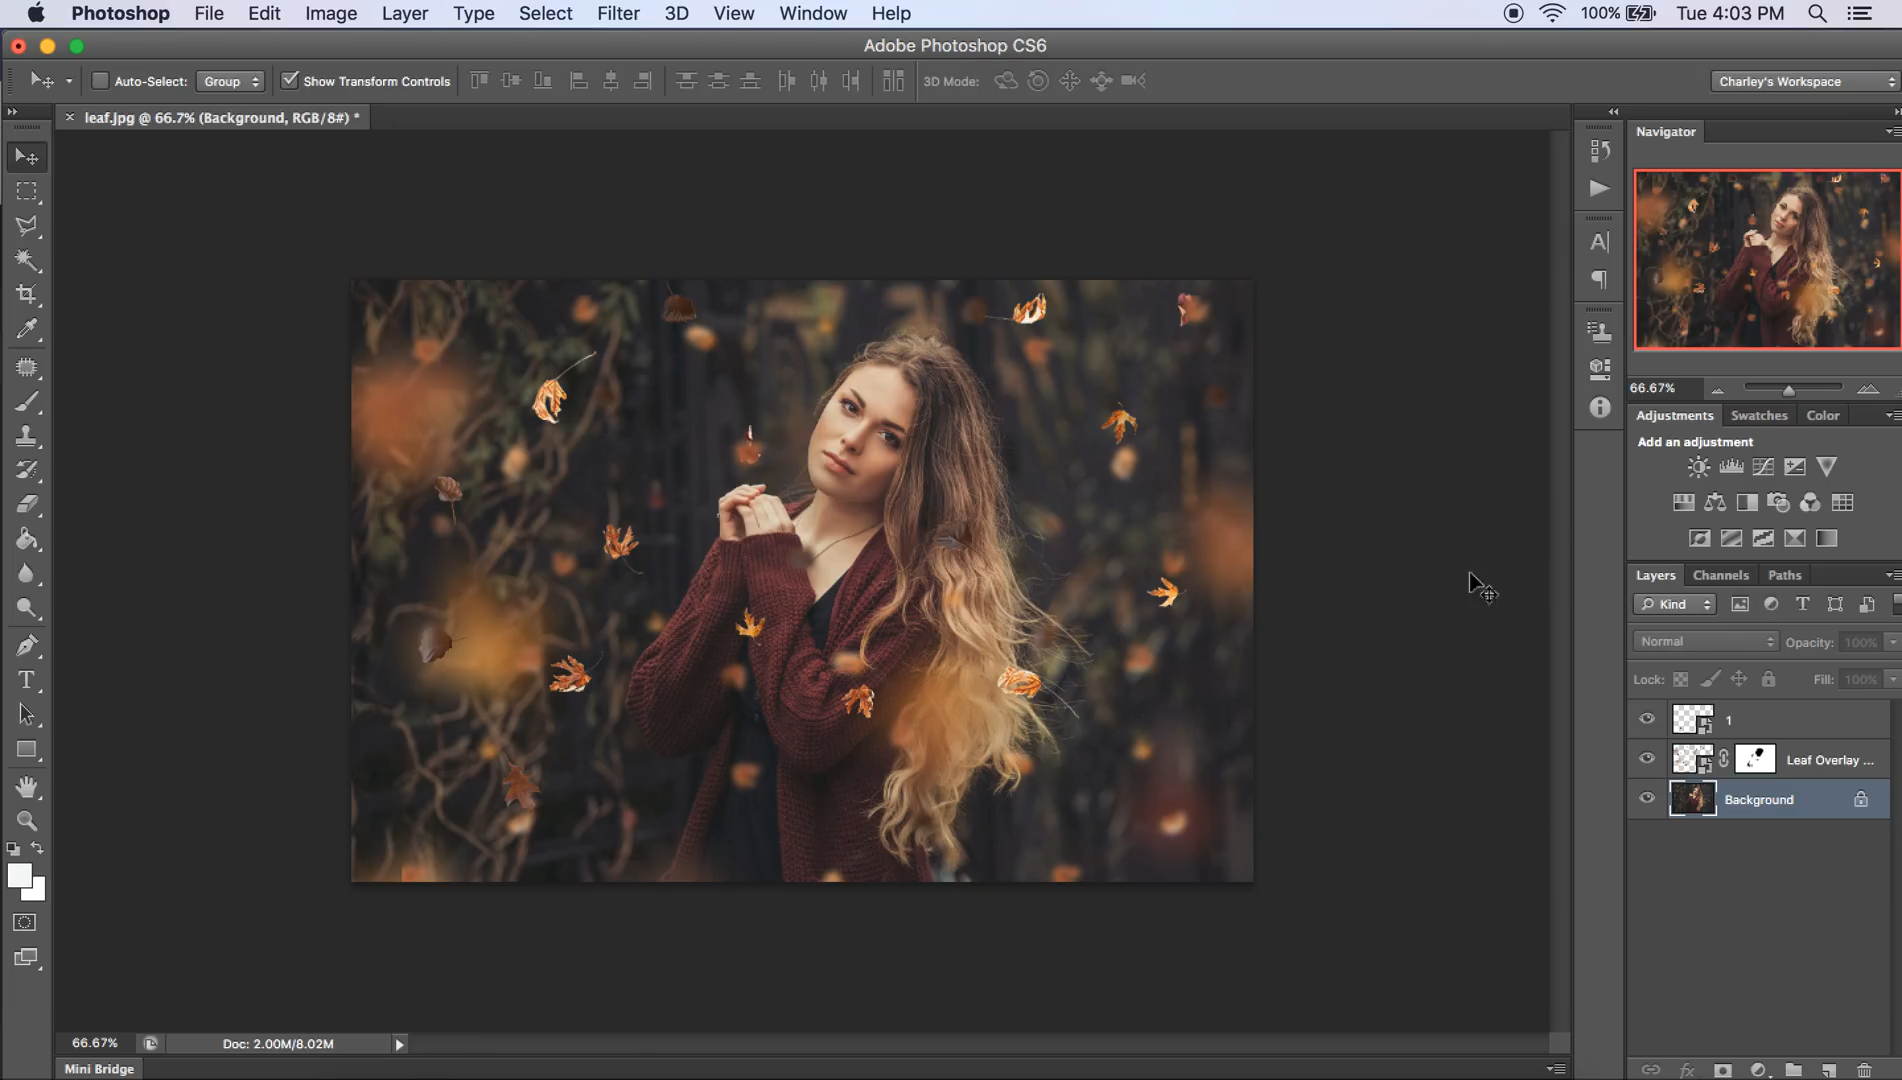 Photoshop File Edit Image Layer Type Select Filter 3D View Window Help 100% Tue 4:03 PM
Adobe Photoshop CS6
Auto-Select: Group Show Transform Controls 3D Mode: Charley's Workspace
leaf.jpg @ 66.7% (Background, RGB/8#) *
Navigator
66.67%
Adjustments Swatches Color
Add an adjustment
Layers Channels Paths
Kind
Normal Opacity: 100%
Lock: Fill: 100%
1
Leaf Overlay ...
Background
66.67% Doc: 2.00M/8.02M
Mini Bridge